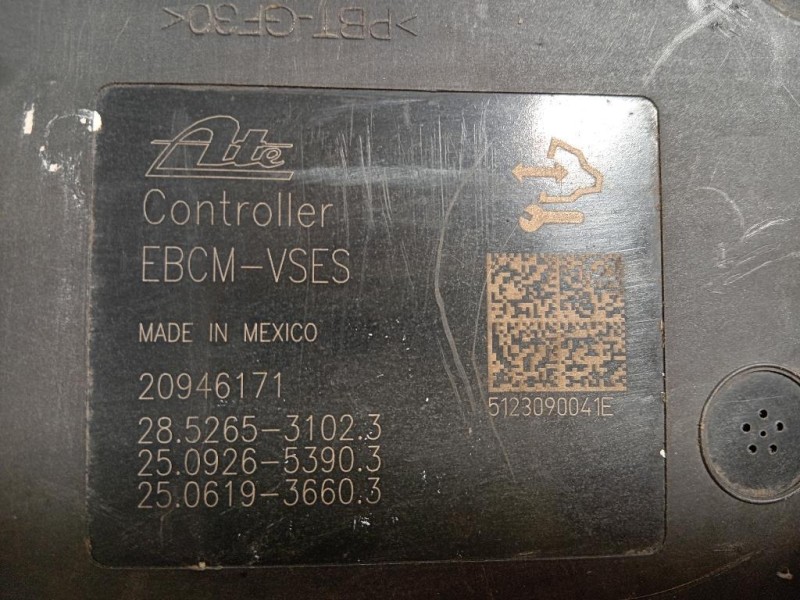 >PBT-GF30<
Ate
Controller
EBCM-VSES
MADE IN MEXICO
20946171
28.5265-3102.3
25.0926-5390.3
25.0619-3660.3
5123090041E